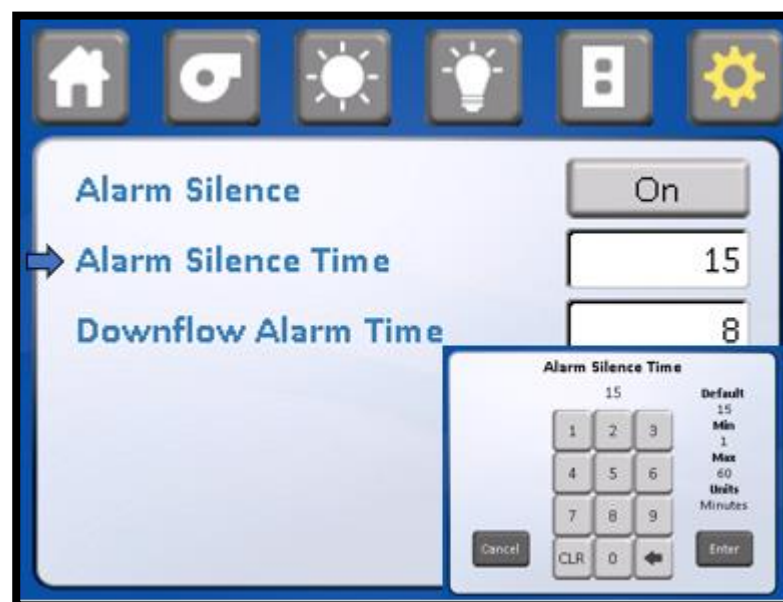 Alarm Silence On
Alarm Silence Time 15
Downflow Alarm Time 8
Alarm Silence Time
15
Default
15
Min
1
Max
60
Units
Minutes
1 2 3
4 5 6
7 8 9
Cancel CLR 0 Enter